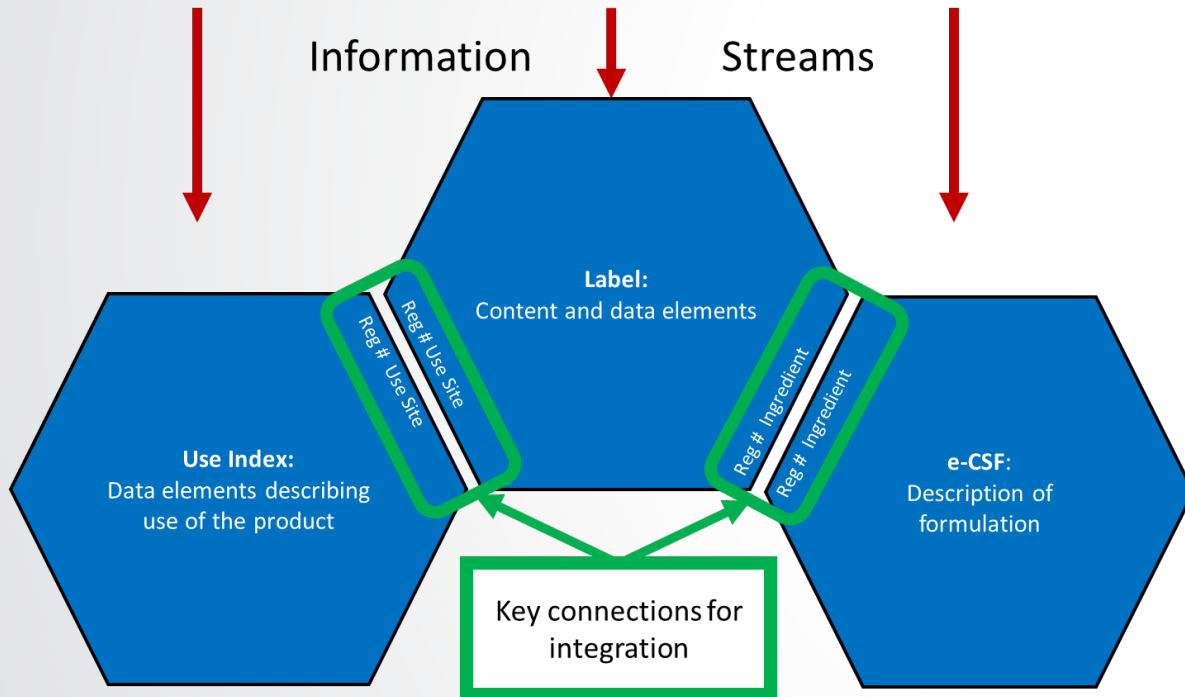 Information Streams
Label:
Content and data elements
Reg # Use Site
Reg # Use Site
Reg # Ingredient
Reg # Ingredient
Use Index:
Data elements describing
use of the product
e-CSF:
Description of
formulation
Key connections for
integration